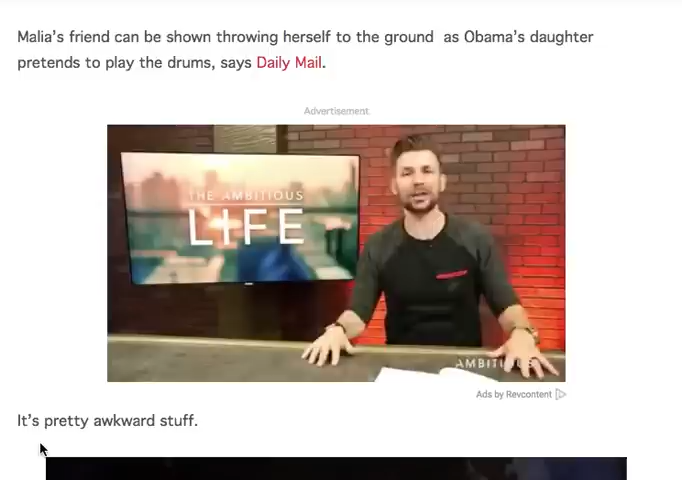 Malia's friend can be shown throwing herself to the ground  as Obama's daughter
pretends to play the drums, says Daily Mail.
Advertisement
THE AMBITIOUS
LIFE
AMBITIOUS
Ads by Revcontent
It's pretty awkward stuff.